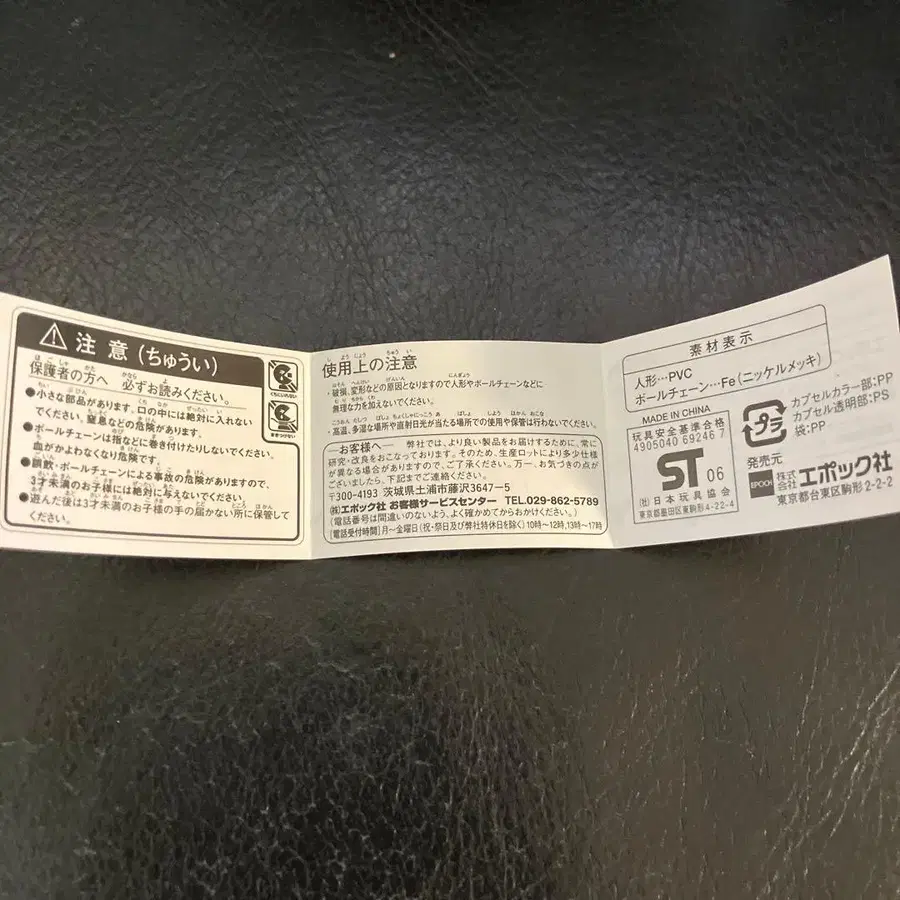 ⚠注意(ちゅうい)
保護者の方へ 必ずお読みください。
●小さな部品があります。口の中には絶対に入れない
でください。窒息などの危険があります。
●ボールチェーンは指などに巻き付けたりしないでください。
血がかよわなくなり危険です。
●誤飲・ボールチェーンによる事故の危険がありますので、
3才未満のお子様には絶対に与えないでください。
●遊んだ後は3才未満のお子様の手の届かない所に保管して
ください。
くちにいれない
まきつけない
使用上の注意
・破損、変形などの原因となりますので人形やボールチェーンなどに
無理な力を加えないでください。
・高温、多湿な場所や直射日光が当たる場所での使用や保管は行わないでください。
―お客様へ― 弊社では、より良い製品をお届けするために、常に
研究・改良をおこなっております。そのため、生産ロットにより多少仕様
が異なる場合がありますので、ご了承ください。万一、お気づきの点が
ございましたら、下記までご連絡ください。
〒300-4193 茨城県土浦市藤沢3647-5
㈱エポック社 お客様サービスセンター TEL.029-862-5789
(電話番号は間違いのないよう、よく確かめてからおかけください。)
[電話受付時間]月〜金曜日(祝・祭日及び弊社特休日を除く)10時〜12時,13時〜17時
素材表示
人形…PVC
ボールチェーン…Fe(ニッケルメッキ)
MADE IN CHINA
玩具安全基準合格
4905040 69246 7
ST 06
(社)日本玩具協会
東京都墨田区東駒形4-22-4
プラ
カプセルカラー部:PP
カプセル透明部:PS
袋:PP
発売元
EPOCH 株式会社エポック社
東京都台東区駒形2-2-2